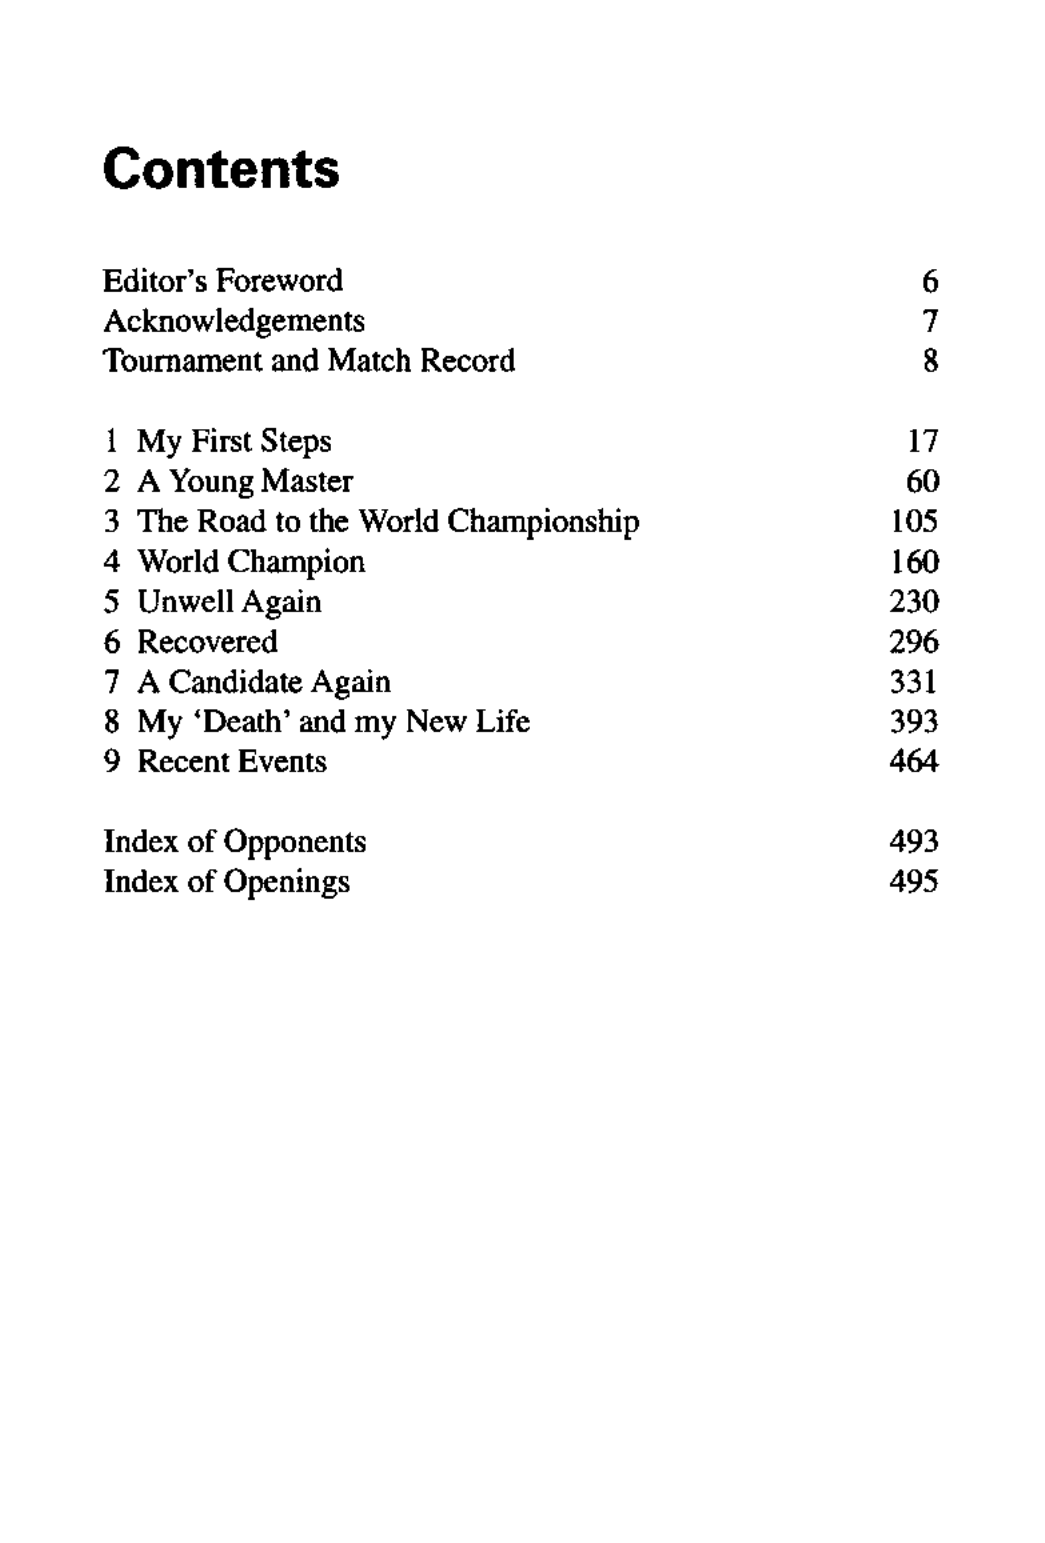 Contents
Editor's Foreword 6
Acknowledgements 7
Tournament and Match Record 8
1 My First Steps 17
2 A Young Master 60
3 The Road to the World Championship 105
4 World Champion 160
5 Unwell Again 230
6 Recovered 296
7 A Candidate Again 331
8 My ‘Death’ and my New Life 393
9 Recent Events 464
Index of Opponents 493
Index of Openings 495